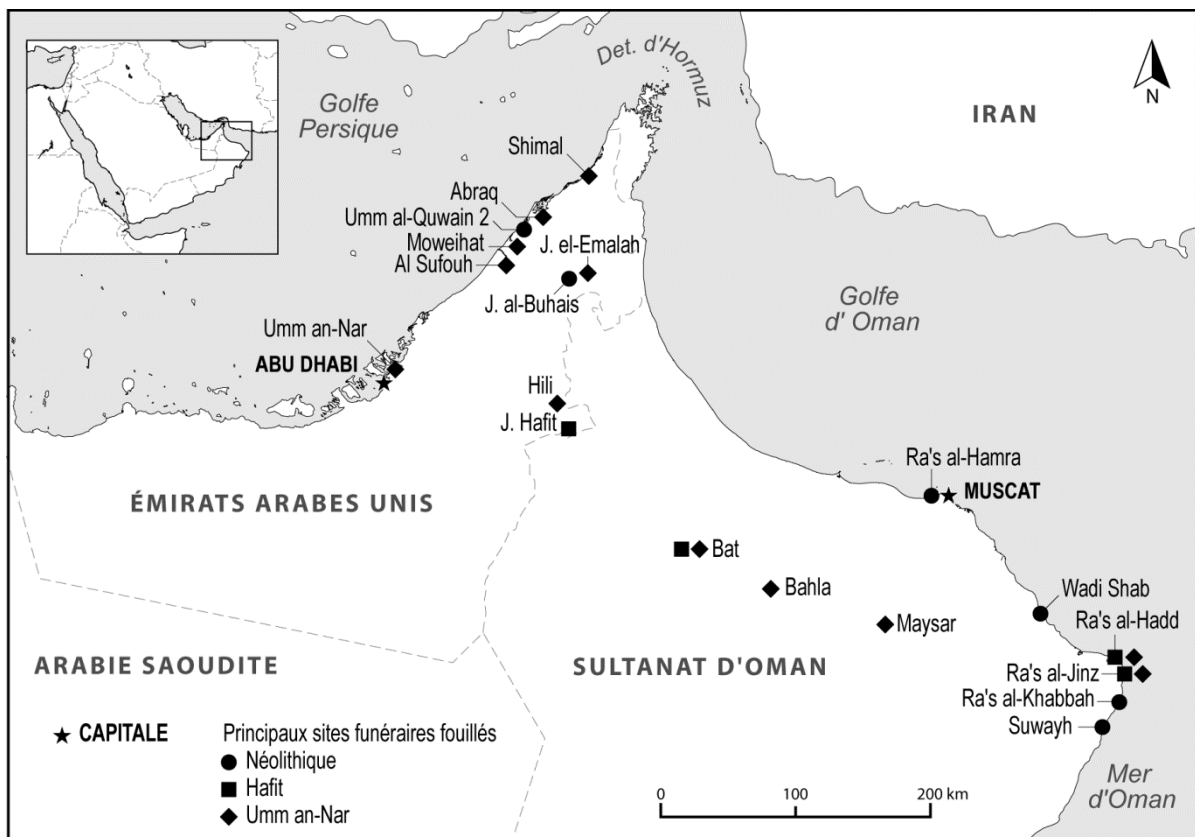 Det. d'Hormuz
Golfe
Persique
IRAN
N
Shimal
Abraq
Umm al-Quwain 2
Moweihat
J. el-Emalah
Al Sufouh
J. al-Buhais
Golfe
d' Oman
Umm an-Nar
ABU DHABI
Hili
J. Hafit
Ra's al-Hamra
MUSCAT
ÉMIRATS ARABES UNIS
Bat
Bahla
Wadi Shab
Maysar
Ra's al-Hadd
ARABIE SAOUDITE
SULTANAT D'OMAN
Ra's al-Jinz
Ra's al-Khabbah
Suwayh
CAPITALE
Principaux sites funéraires fouillés
Néolithique
Hafit
Umm an-Nar
Mer
d'Oman
0 100 200 km